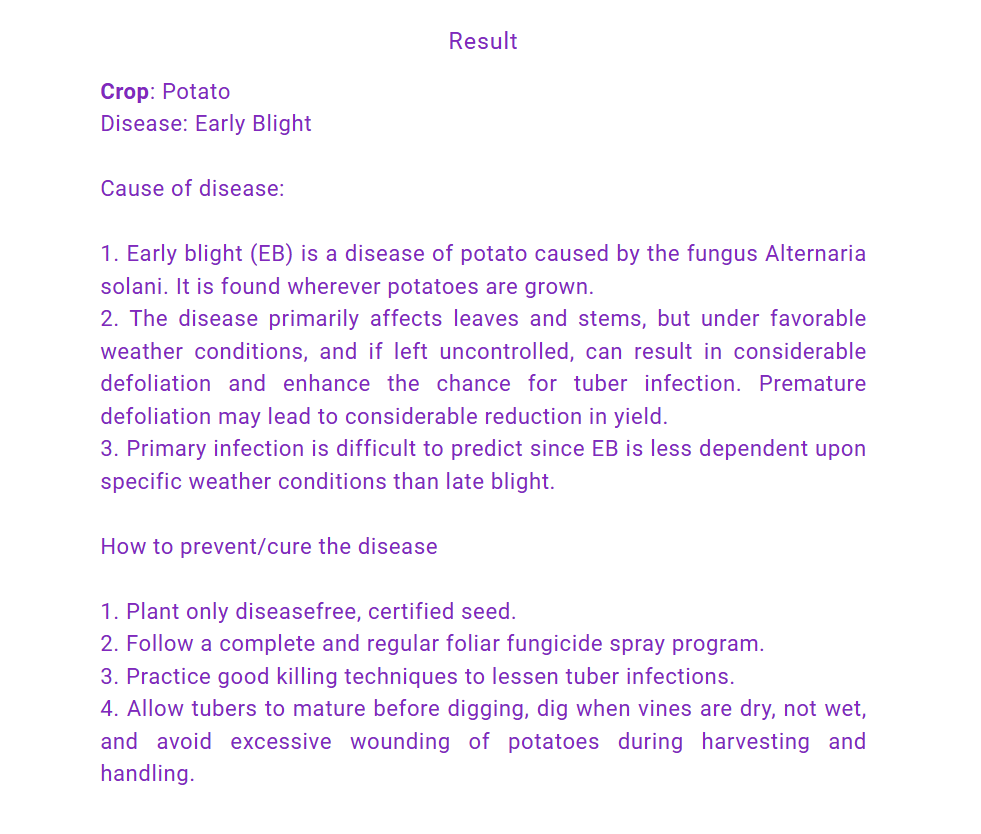 Result
Crop: Potato
Disease: Early Blight
Cause of disease:
1. Early blight (EB) is a disease of potato caused by the fungus Alternaria
solani. It is found wherever potatoes are grown.
2. The disease primarily affects leaves and stems, but under favorable
weather conditions, and if left uncontrolled, can result in considerable
defoliation and enhance the chance for tuber infection. Premature
defoliation may lead to considerable reduction in yield.
3. Primary infection is difficult to predict since EB is less dependent upon
specific weather conditions than late blight.
How to prevent/cure the disease
1. Plant only diseasefree, certified seed.
2. Follow a complete and regular foliar fungicide spray program.
3. Practice good killing techniques to lessen tuber infections.
4. Allow tubers to mature before digging, dig when vines are dry, not wet,
and avoid excessive wounding of potatoes during harvesting and
handling.